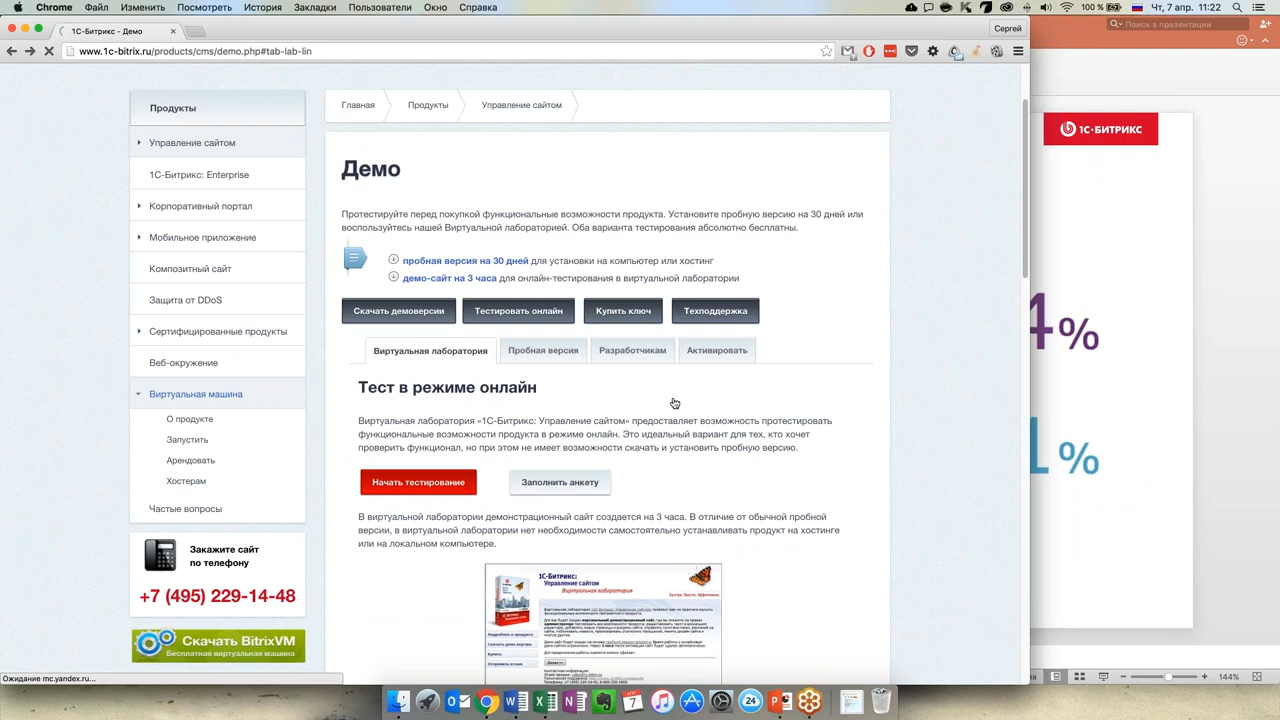 Chrome Файл Изменить Посмотреть История Закладки Пользователи Окно Справка
100 % Чт, 7 апр. 11:22
1С-Битрикс - Демо
Сергей
Поиск в презентации
www.1c-bitrix.ru/products/cms/demo.php#tab-lab-lin
Продукты
Управление сайтом
1С-Битрикс: Enterprise
Корпоративный портал
Мобильное приложение
Композитный сайт
Защита от DDoS
Сертифицированные продукты
Веб-окружение
Виртуальная машина
О продукте
Запустить
Арендовать
Хостерам
Частые вопросы
Закажите сайт
по телефону
+7 (495) 229-14-48
Скачать BitrixVM
Бесплатная виртуальная машина
Ожидание mc.yandex.ru...
Главная Продукты Управление сайтом
Демо
Протестируйте перед покупкой функциональные возможности продукта. Установите пробную версию на 30 дней или
воспользуйтесь нашей Виртуальной лабораторией. Оба варианта тестирования абсолютно бесплатны.
пробная версия на 30 дней для установки на компьютер или хостинг
демо-сайт на 3 часа для онлайн-тестирования в виртуальной лаборатории
Скачать демоверсии Тестировать онлайн Купить ключ Техподдержка
Виртуальная лаборатория Пробная версия Разработчикам Активировать
Тест в режиме онлайн
Виртуальная лаборатория «1С-Битрикс: Управление сайтом» предоставляет возможность протестировать
функциональные возможности продукта в режиме онлайн. Это идеальный вариант для тех, кто хочет
проверить функционал, но при этом не имеет возможности скачать и установить пробную версию.
Начать тестирование Заполнить анкету
В виртуальной лаборатории демонстрационный сайт создается на 3 часа. В отличие от обычной пробной
версии, в виртуальной лаборатории нет необходимости самостоятельно устанавливать продукт на хостинге
или на локальном компьютере.
1С-Битрикс:
Управление сайтом
Виртуальная лаборатория
Быстро. Просто. Эффективно.
1С·БИТРИКС
4%
1%
144%
7
24